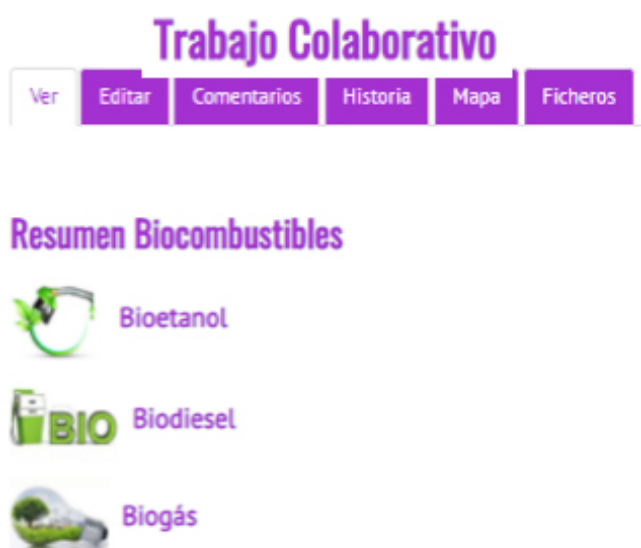 Trabajo Colaborativo
Ver Editar Comentarios Historia Mapa Ficheros
Resumen Biocombustibles
Bioetanol
BIO Biodiesel
Biogás